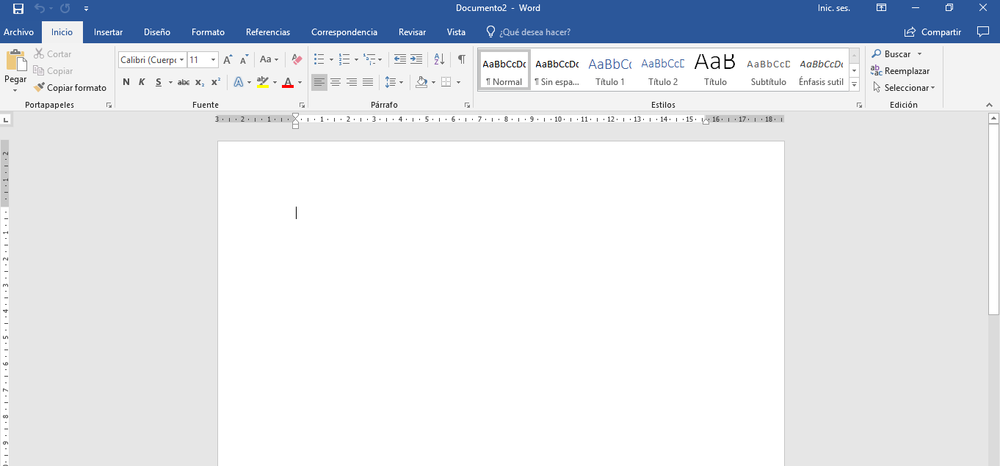 Documento2 - Word
Inic. ses.
Archivo Inicio Insertar Diseño Formato Referencias Correspondencia Revisar Vista ¿Qué desea hacer? Compartir
Pegar
Cortar
Copiar
Copiar formato
Portapapeles
Calibri (Cuerpo 11 Aa
N K S abc x₂ x² A ab A
Fuente
Párrafo
AaBbCcDc AaBbCcDc AaBbCc AaBbCcD AaB AaBbCcD AaBbCcDc
¶ Normal ¶ Sin espa... Título 1 Título 2 Título Subtítulo Énfasis sutil
Estilos
Buscar
Reemplazar
Seleccionar
Edición
3 2 1 1 2 3 4 5 6 7 8 9 10 11 12 13 14 15 16 17 18
2
1
1
2
3
4
5
6
7
8
9